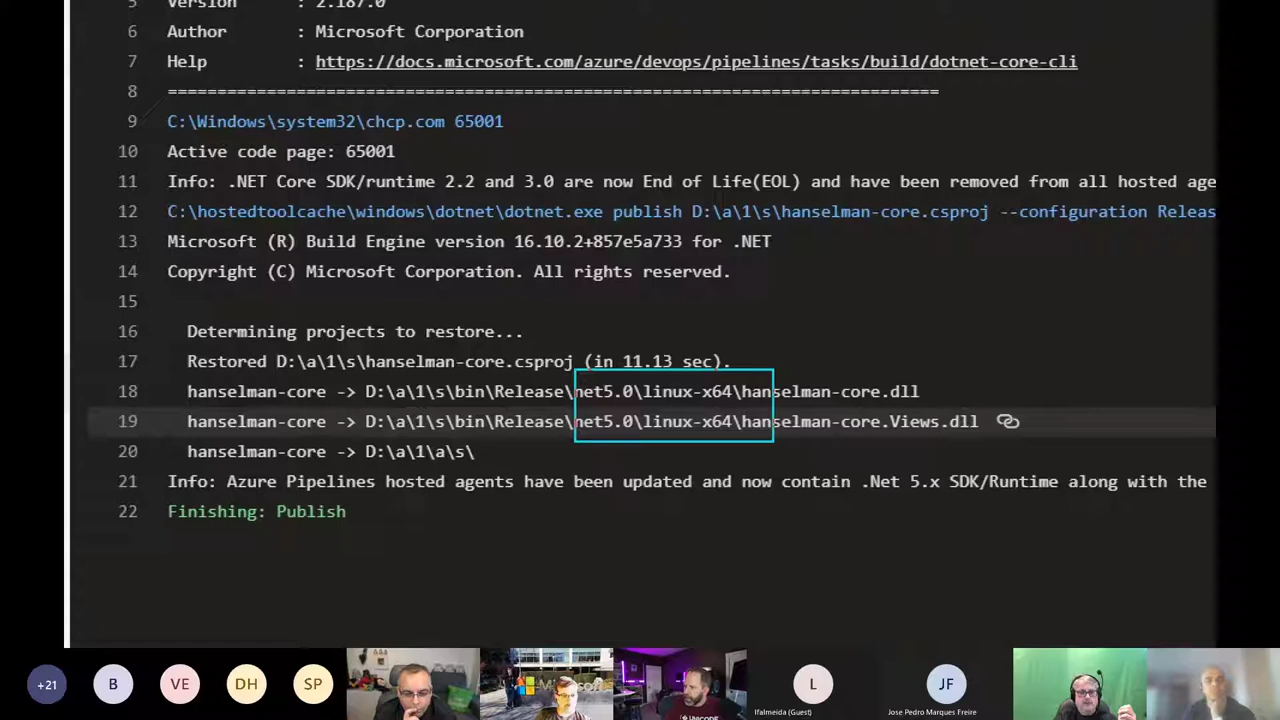 5 Version : 2.187.0
6 Author : Microsoft Corporation
7 Help : https://docs.microsoft.com/azure/devops/pipelines/tasks/build/dotnet-core-cli
8 ==============================================================================
9 C:\Windows\system32\chcp.com 65001
10 Active code page: 65001
11 Info: .NET Core SDK/runtime 2.2 and 3.0 are now End of Life(EOL) and have been removed from all hosted age
12 C:\hostedtoolcache\windows\dotnet\dotnet.exe publish D:\a\1\s\hanselman-core.csproj --configuration Releas
13 Microsoft (R) Build Engine version 16.10.2+857e5a733 for .NET
14 Copyright (C) Microsoft Corporation. All rights reserved.
15
16 Determining projects to restore...
17 Restored D:\a\1\s\hanselman-core.csproj (in 11.13 sec).
18 hanselman-core -> D:\a\1\s\bin\Release\net5.0\linux-x64\hanselman-core.dll
19 hanselman-core -> D:\a\1\s\bin\Release\net5.0\linux-x64\hanselman-core.Views.dll
20 hanselman-core -> D:\a\1\a\s\
21 Info: Azure Pipelines hosted agents have been updated and now contain .Net 5.x SDK/Runtime along with the
22 Finishing: Publish
+21 B VE DH SP L JF
lfalmeida (Guest) Jose Pedro Marques Freire